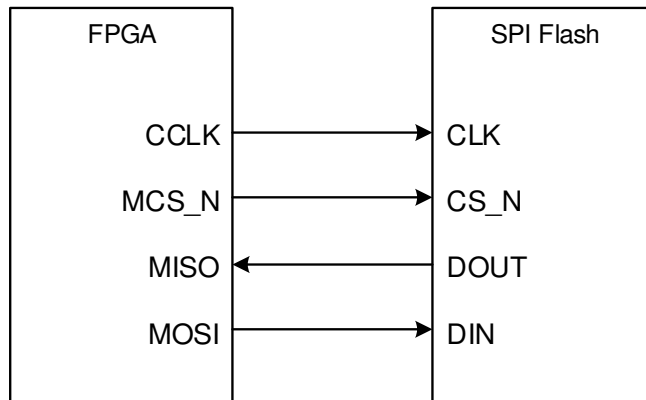 FPGA SPI Flash
CCLK CLK
MCS_N CS_N
MISO DOUT
MOSI DIN